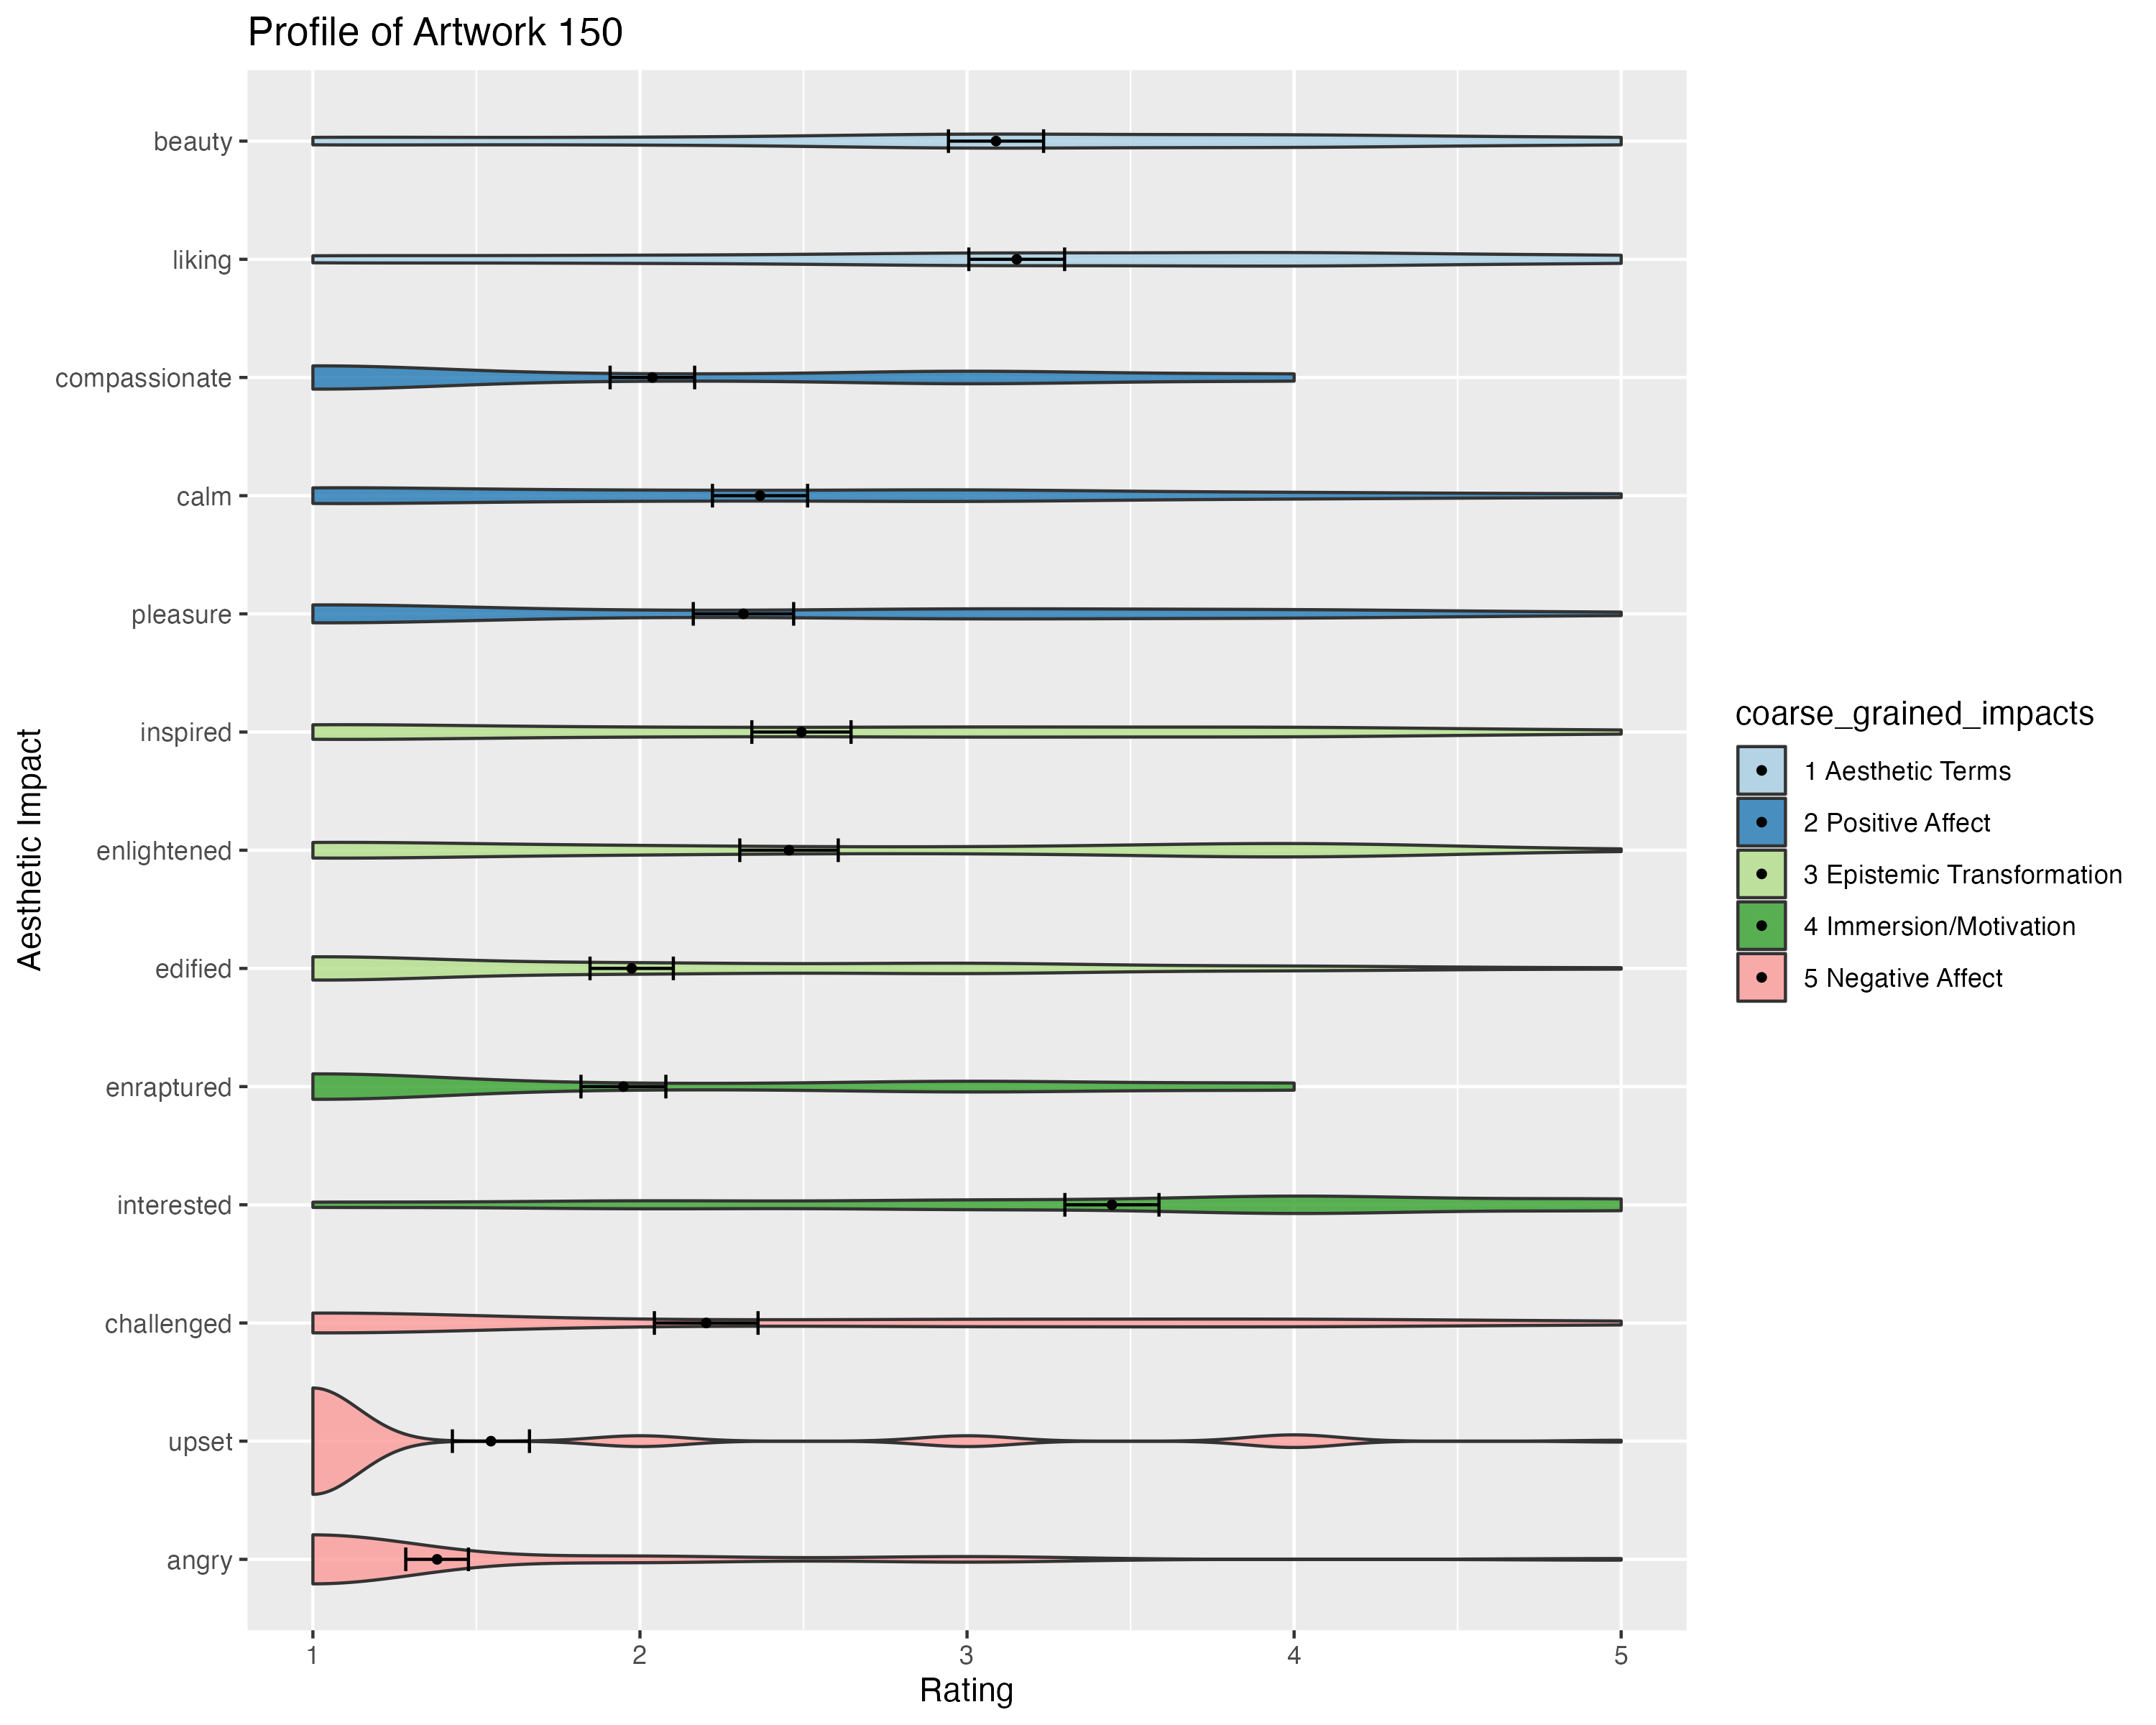 Profile of Artwork 150
Aesthetic Impact
beauty
liking
compassionate
calm
pleasure
inspired
enlightened
edified
enraptured
interested
challenged
upset
angry
1 2 3 4 5
Rating
coarse_grained_impacts
1 Aesthetic Terms
2 Positive Affect
3 Epistemic Transformation
4 Immersion/Motivation
5 Negative Affect